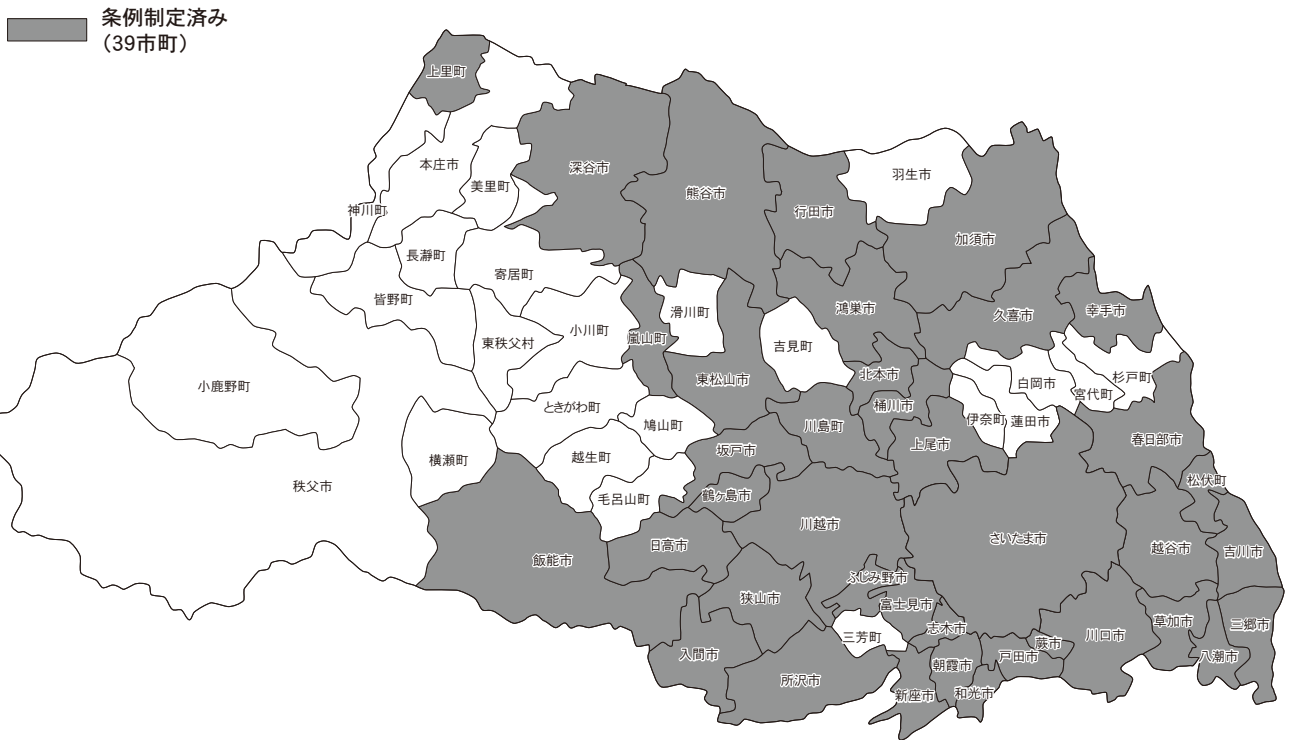 条例制定済み
（39市町）
上里町
本庄市
深谷市
美里町
熊谷市
羽生市
神川町
行田市
加須市
長瀞町
寄居町
皆野町
鴻巣市
久喜市
幸手市
滑川町
小川町
嵐山町
東秩父村
吉見町
小鹿野町
東松山市
北本市
白岡市
杉戸町
宮代町
桶川市
ときがわ町
鳩山町
川島町
伊奈町
蓮田市
上尾市
春日部市
横瀬町
越生町
坂戸市
秩父市
毛呂山町
鶴ヶ島市
松伏町
川越市
さいたま市
日高市
越谷市
吉川市
飯能市
ふじみ野市
狭山市
富士見市
志木市
三芳町
草加市
三郷市
川口市
蕨市
戸田市
入間市
朝霞市
八潮市
所沢市
新座市
和光市